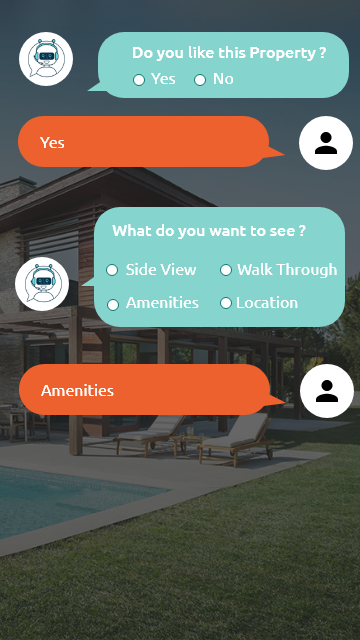 Do you like this Property ?
Yes No
Yes
What do you want to see ?
Side View Walk Through
Amenities Location
Amenities